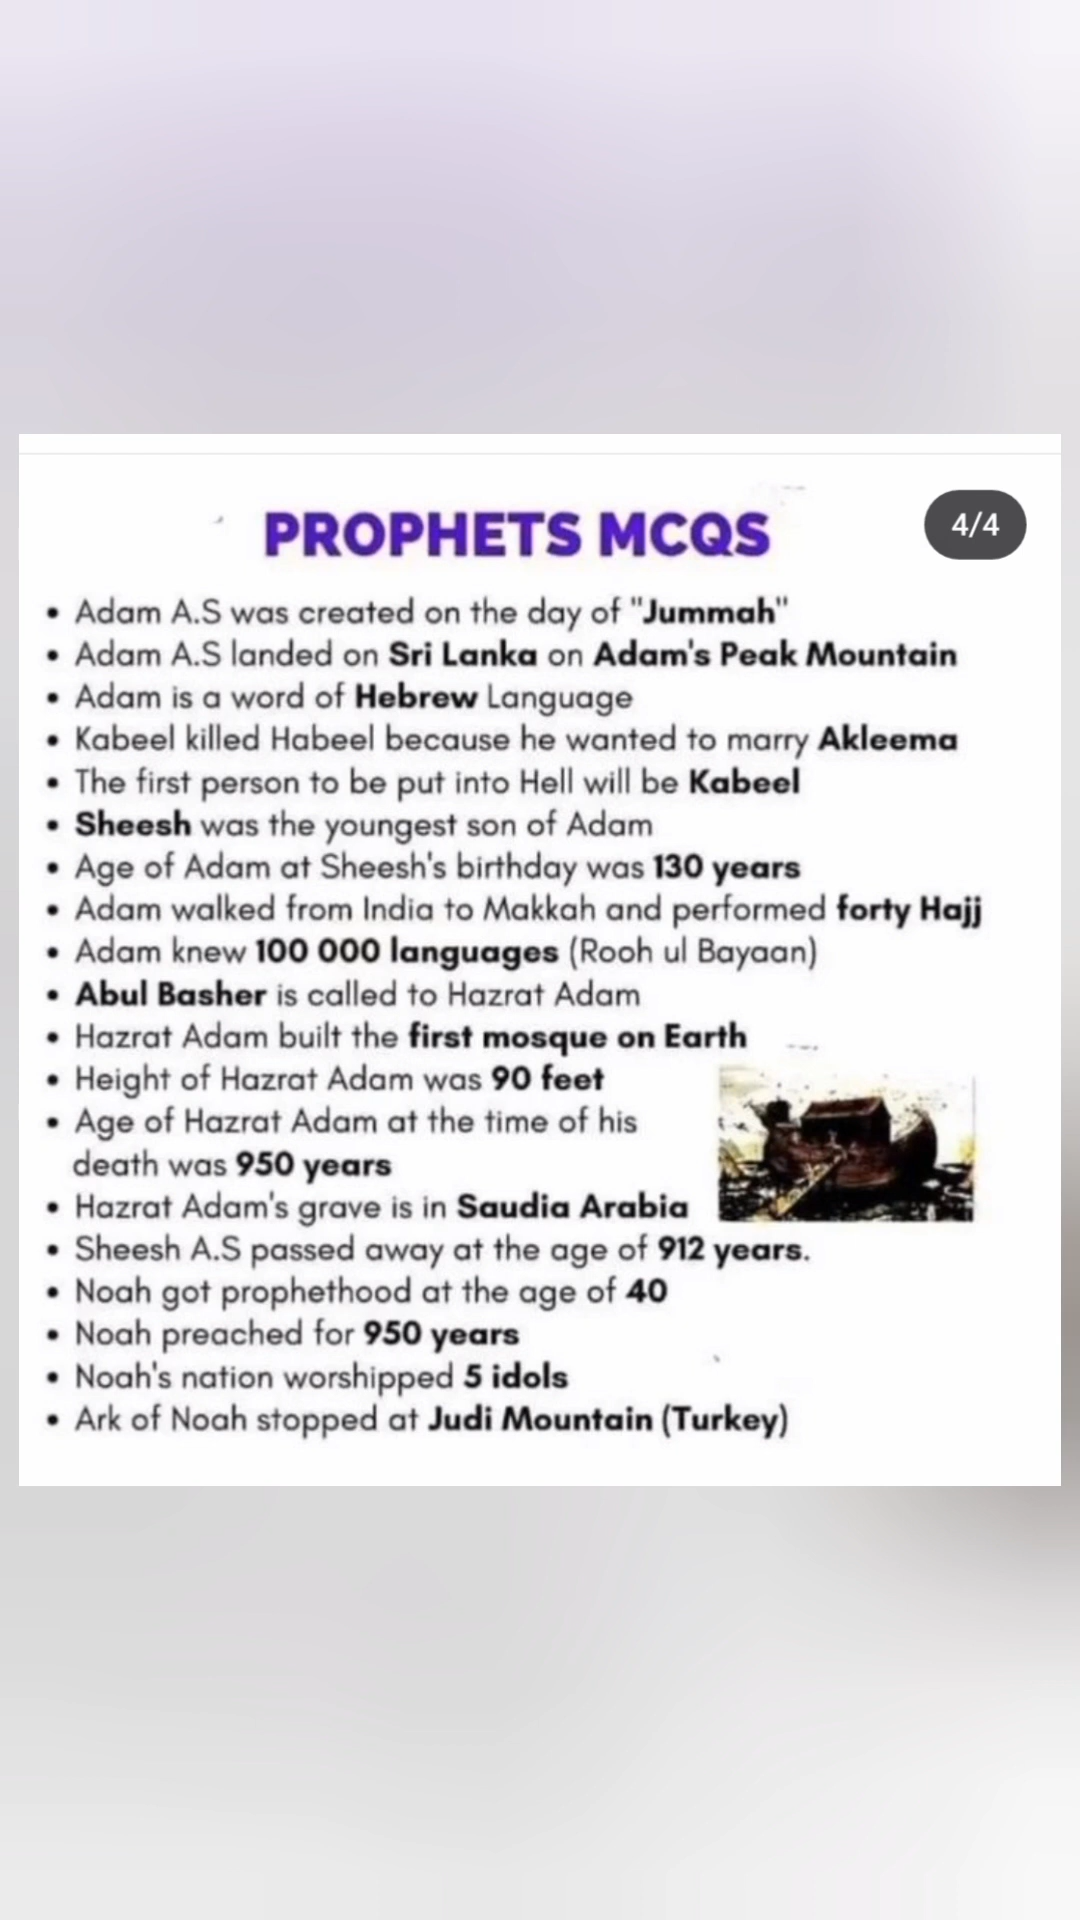 PROPHETS MCQS
4/4
• Adam A.S was created on the day of "Jummah"
• Adam A.S landed on Sri Lanka on Adam's Peak Mountain
• Adam is a word of Hebrew Language
• Kabeel killed Habeel because he wanted to marry Akleema
• The first person to be put into Hell will be Kabeel
• Sheesh was the youngest son of Adam
• Age of Adam at Sheesh's birthday was 130 years
• Adam walked from India to Makkah and performed forty Hajj
• Adam knew 100 000 languages (Rooh ul Bayaan)
• Abul Basher is called to Hazrat Adam
• Hazrat Adam built the first mosque on Earth
• Height of Hazrat Adam was 90 feet
• Age of Hazrat Adam at the time of his
death was 950 years
• Hazrat Adam's grave is in Saudia Arabia
• Sheesh A.S passed away at the age of 912 years.
• Noah got prophethood at the age of 40
• Noah preached for 950 years
• Noah's nation worshipped 5 idols
• Ark of Noah stopped at Judi Mountain (Turkey)